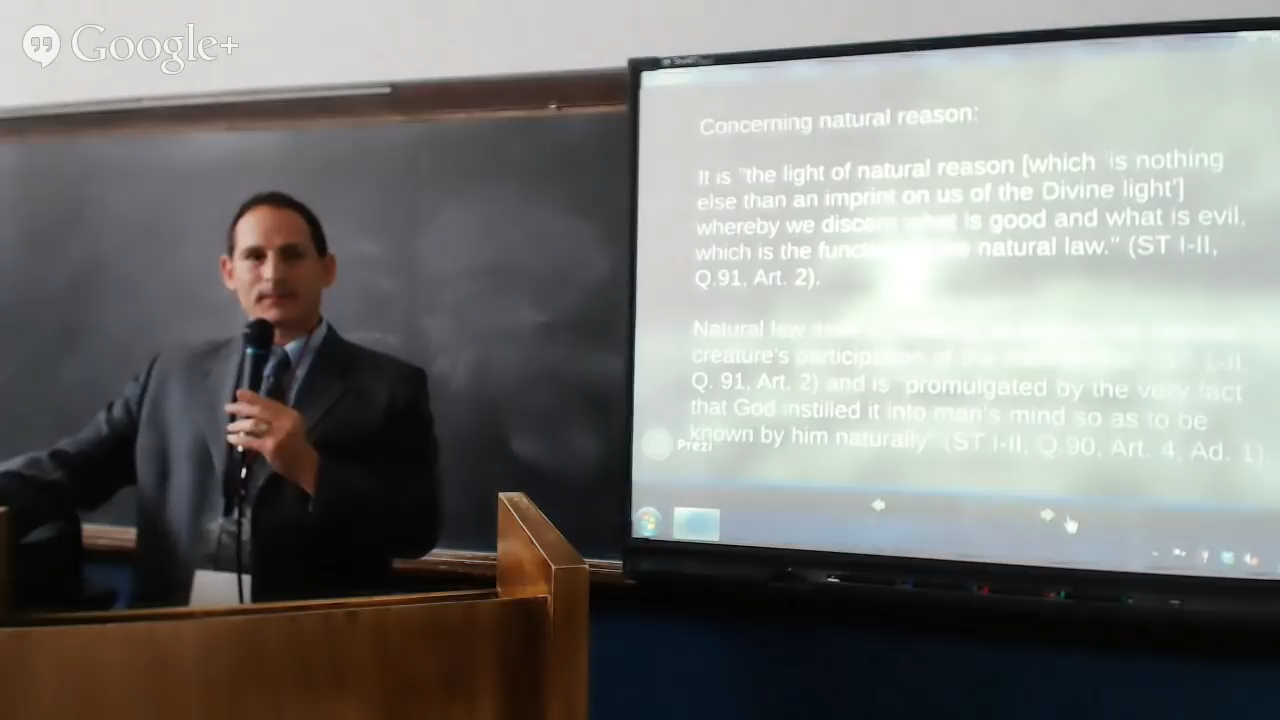 Google+
Concerning natural reason:
It is "the light of natural reason [which 'is nothing
else than an imprint on us of the Divine light']
whereby we discern what is good and what is evil,
which is the function of the natural law." (ST I-II,
Q.91, Art. 2).
Natural law
creature's participation of I-II,
Q. 91, Art. 2) and is "promulgated by the very fact
that God instilled it into man's mind so as to be
known by him naturally" (ST I-II, Q.90, Art. 4, Ad. 1).
Prezi